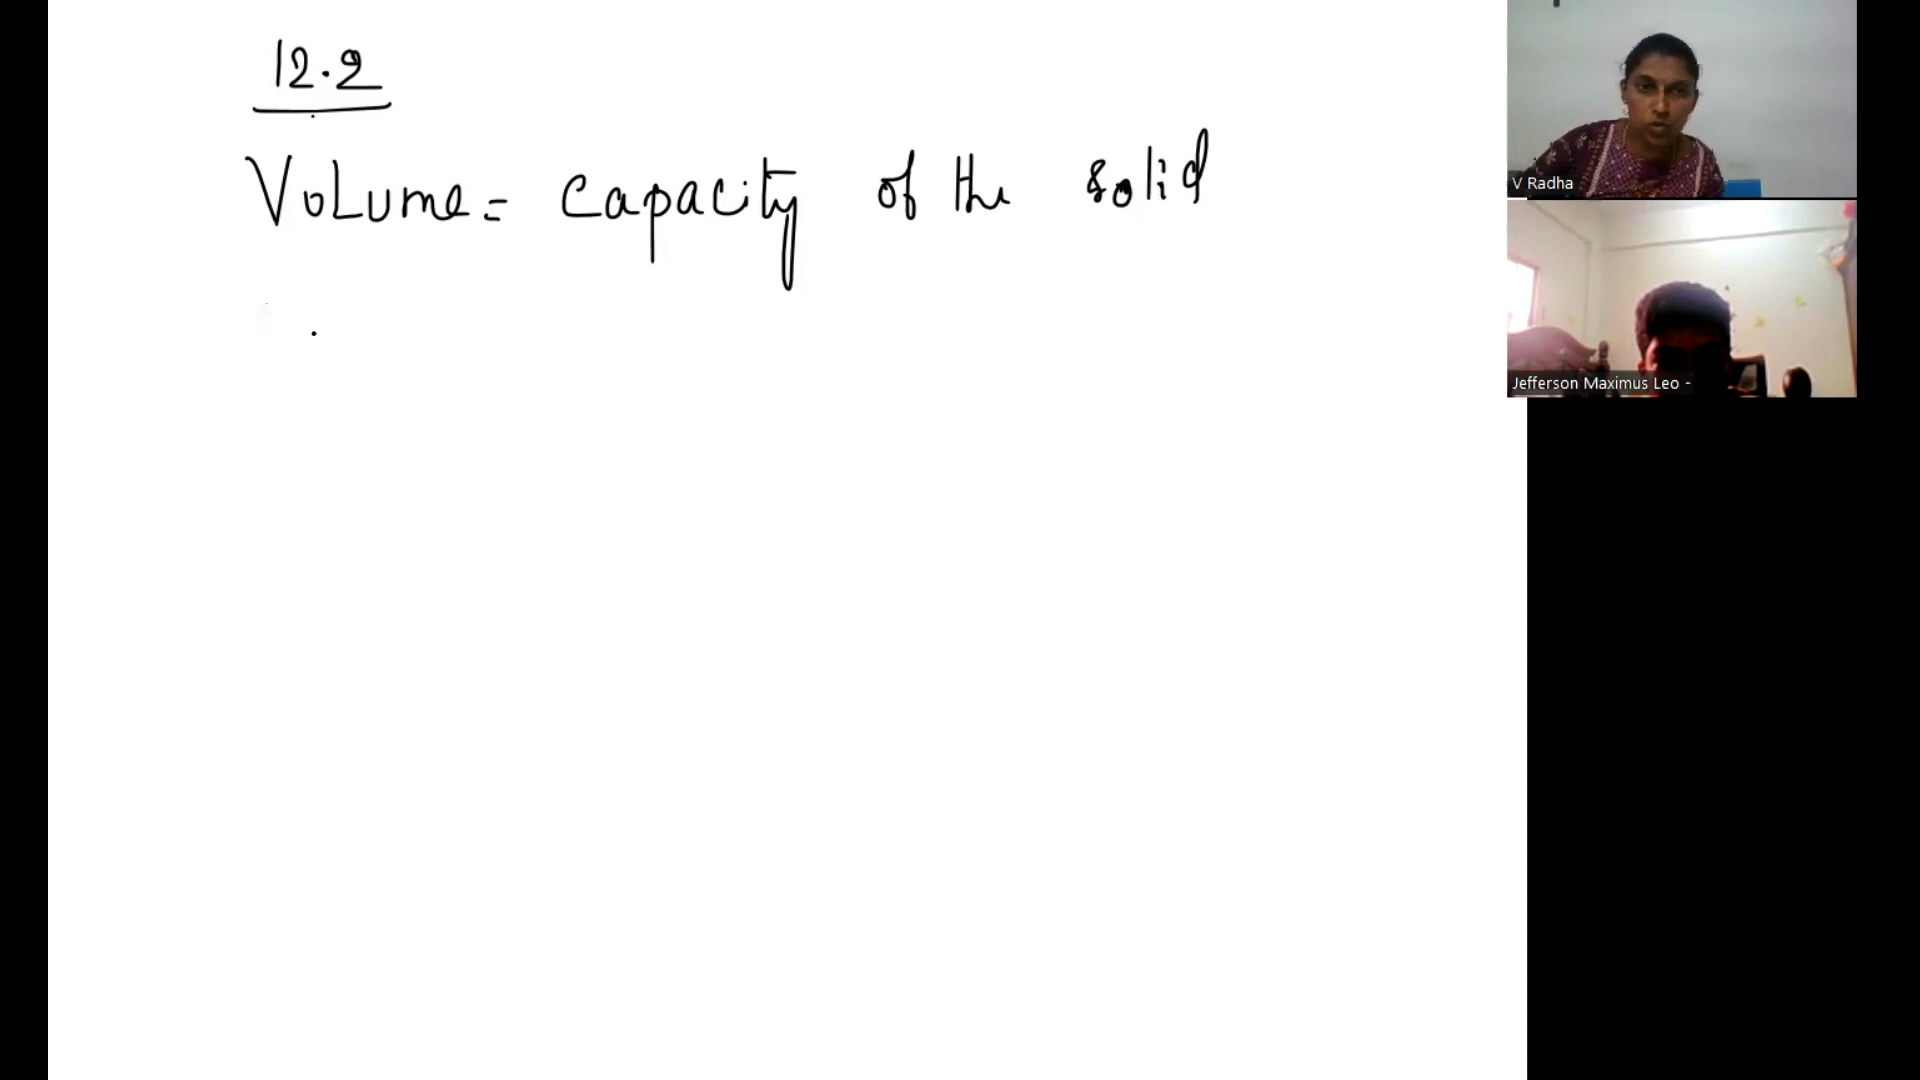 12.2
Volume = capacity of the solid
V Radha
Jefferson Maximus Leo -